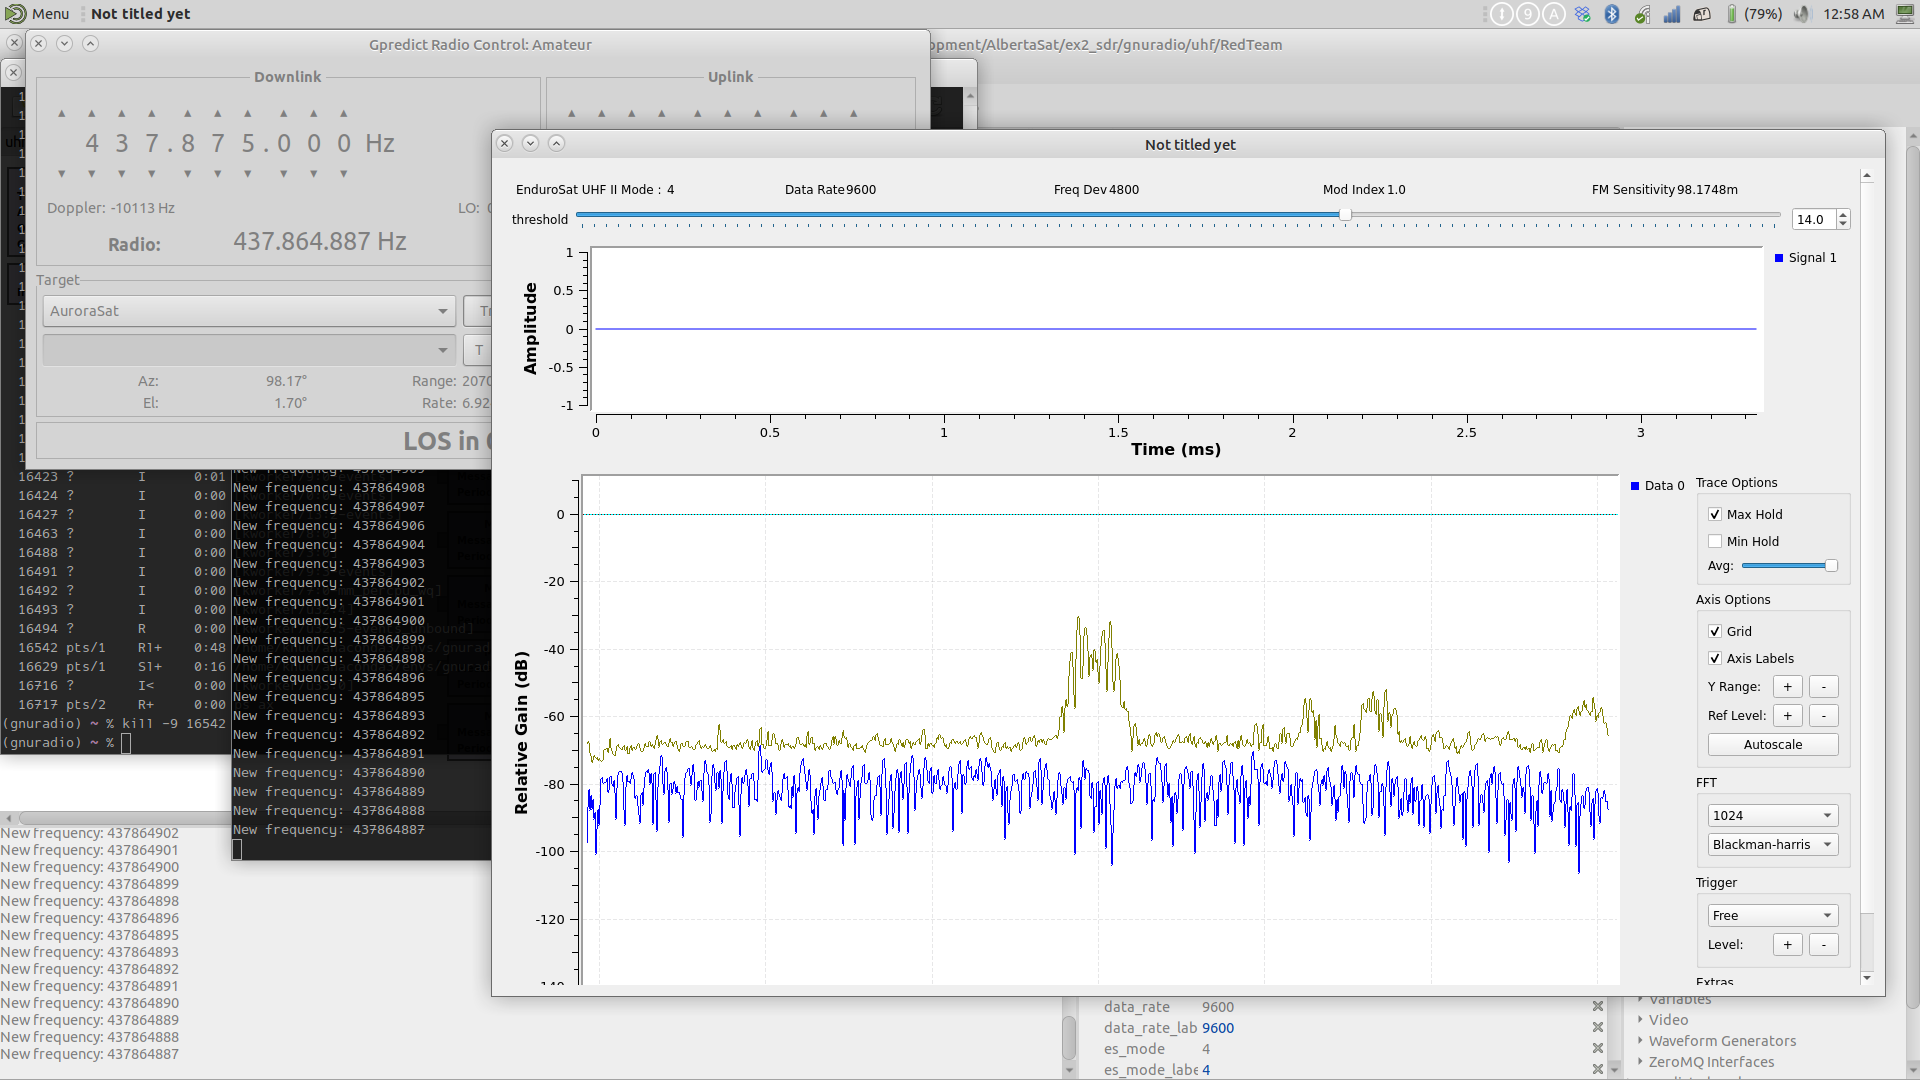 Menu Not titled yet (79%) 12:58 AM
Gpredict Radio Control: Amateur
opment/AlbertaSat/ex2_sdr/gnuradio/uhf/RedTeam
Downlink
Uplink
437.875.000 Hz
Doppler: -10113 Hz
LO:
Radio: 437.864.887 Hz
Target
AuroraSat
T
Az: 98.17°
Range: 2070
El: 1.70°
Rate: 6.92
LOS in
16423 ? I 0:01
16424 ? I 0:00
16427 ? I 0:00
16463 ? I 0:00
16488 ? I 0:00
16491 ? I 0:00
16492 ? I 0:00
16493 ? I 0:00
16494 ? R 0:00
16542 pts/1 Rl+ 0:48
16629 pts/1 Sl+ 0:16
16716 ? I< 0:00
16717 pts/2 R+ 0:00
(gnuradio) ~ % kill -9 16542
(gnuradio) ~ %
New frequency: 437864909
New frequency: 437864908
New frequency: 437864907
New frequency: 437864906
New frequency: 437864904
New frequency: 437864903
New frequency: 437864902
New frequency: 437864901
New frequency: 437864900
New frequency: 437864899
New frequency: 437864898
New frequency: 437864896
New frequency: 437864895
New frequency: 437864893
New frequency: 437864892
New frequency: 437864891
New frequency: 437864890
New frequency: 437864889
New frequency: 437864888
New frequency: 437864887
New frequency: 437864902
New frequency: 437864901
New frequency: 437864900
New frequency: 437864899
New frequency: 437864898
New frequency: 437864896
New frequency: 437864895
New frequency: 437864893
New frequency: 437864892
New frequency: 437864891
New frequency: 437864890
New frequency: 437864889
New frequency: 437864888
New frequency: 437864887
Not titled yet
EnduroSat UHF II Mode : 4
Data Rate 9600
Freq Dev 4800
Mod Index 1.0
FM Sensitivity 98.1748m
threshold
14.0
Amplitude
1
0.5
0
-0.5
-1
0 0.5 1 1.5 2 2.5 3
Time (ms)
Signal 1
Relative Gain (dB)
0
-20
-40
-60
-80
-100
-120
-140
Data 0
Trace Options
Max Hold
Min Hold
Avg:
Axis Options
Grid
Axis Labels
Y Range: + -
Ref Level: + -
Autoscale
FFT
1024
Blackman-harris
Trigger
Free
Level: + -
Extras
data_rate 9600
data_rate_lab 9600
es_mode 4
es_mode_labe 4
Variables
Video
Waveform Generators
ZeroMQ Interfaces